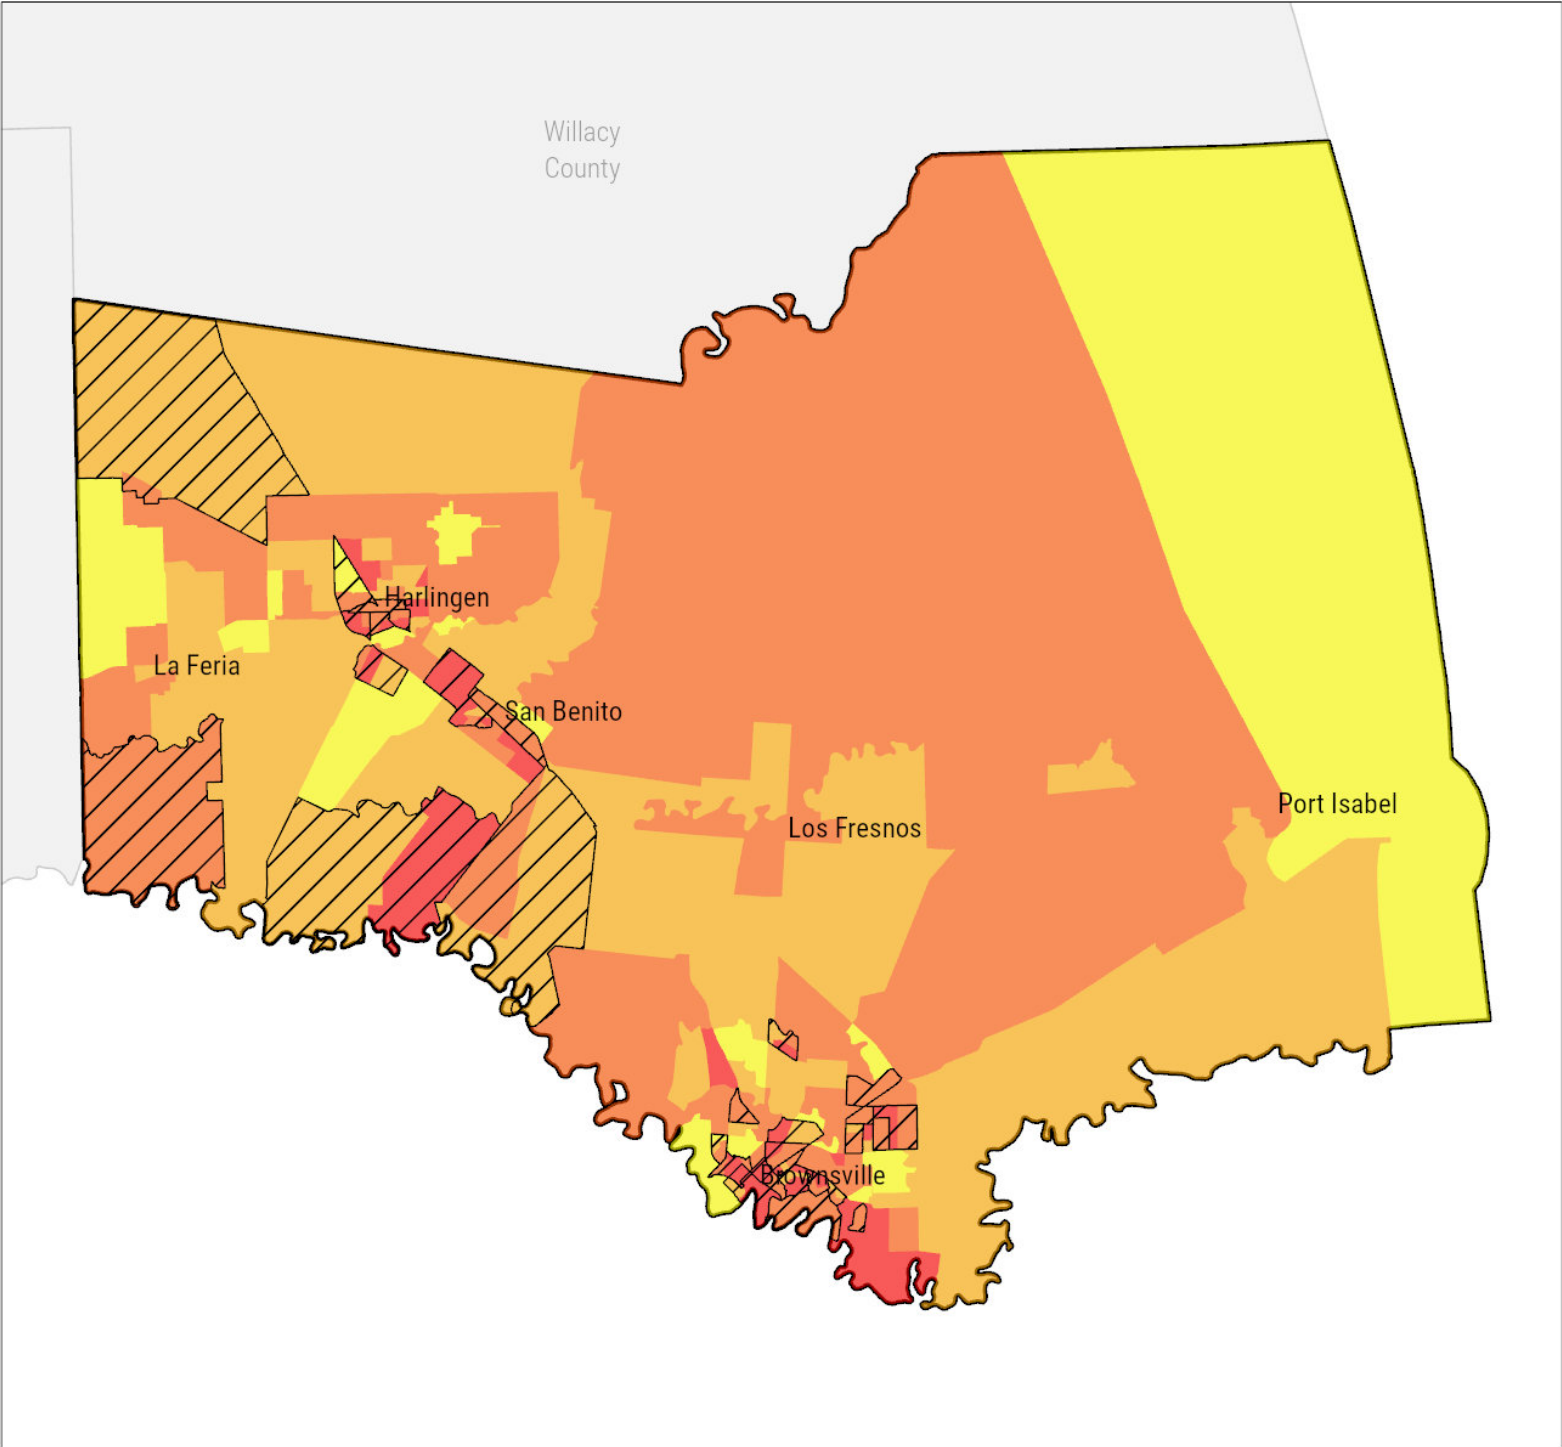 Willacy
County
Harlingen
La Feria
San Benito
Port Isabel
Los Fresnos
Brownsville